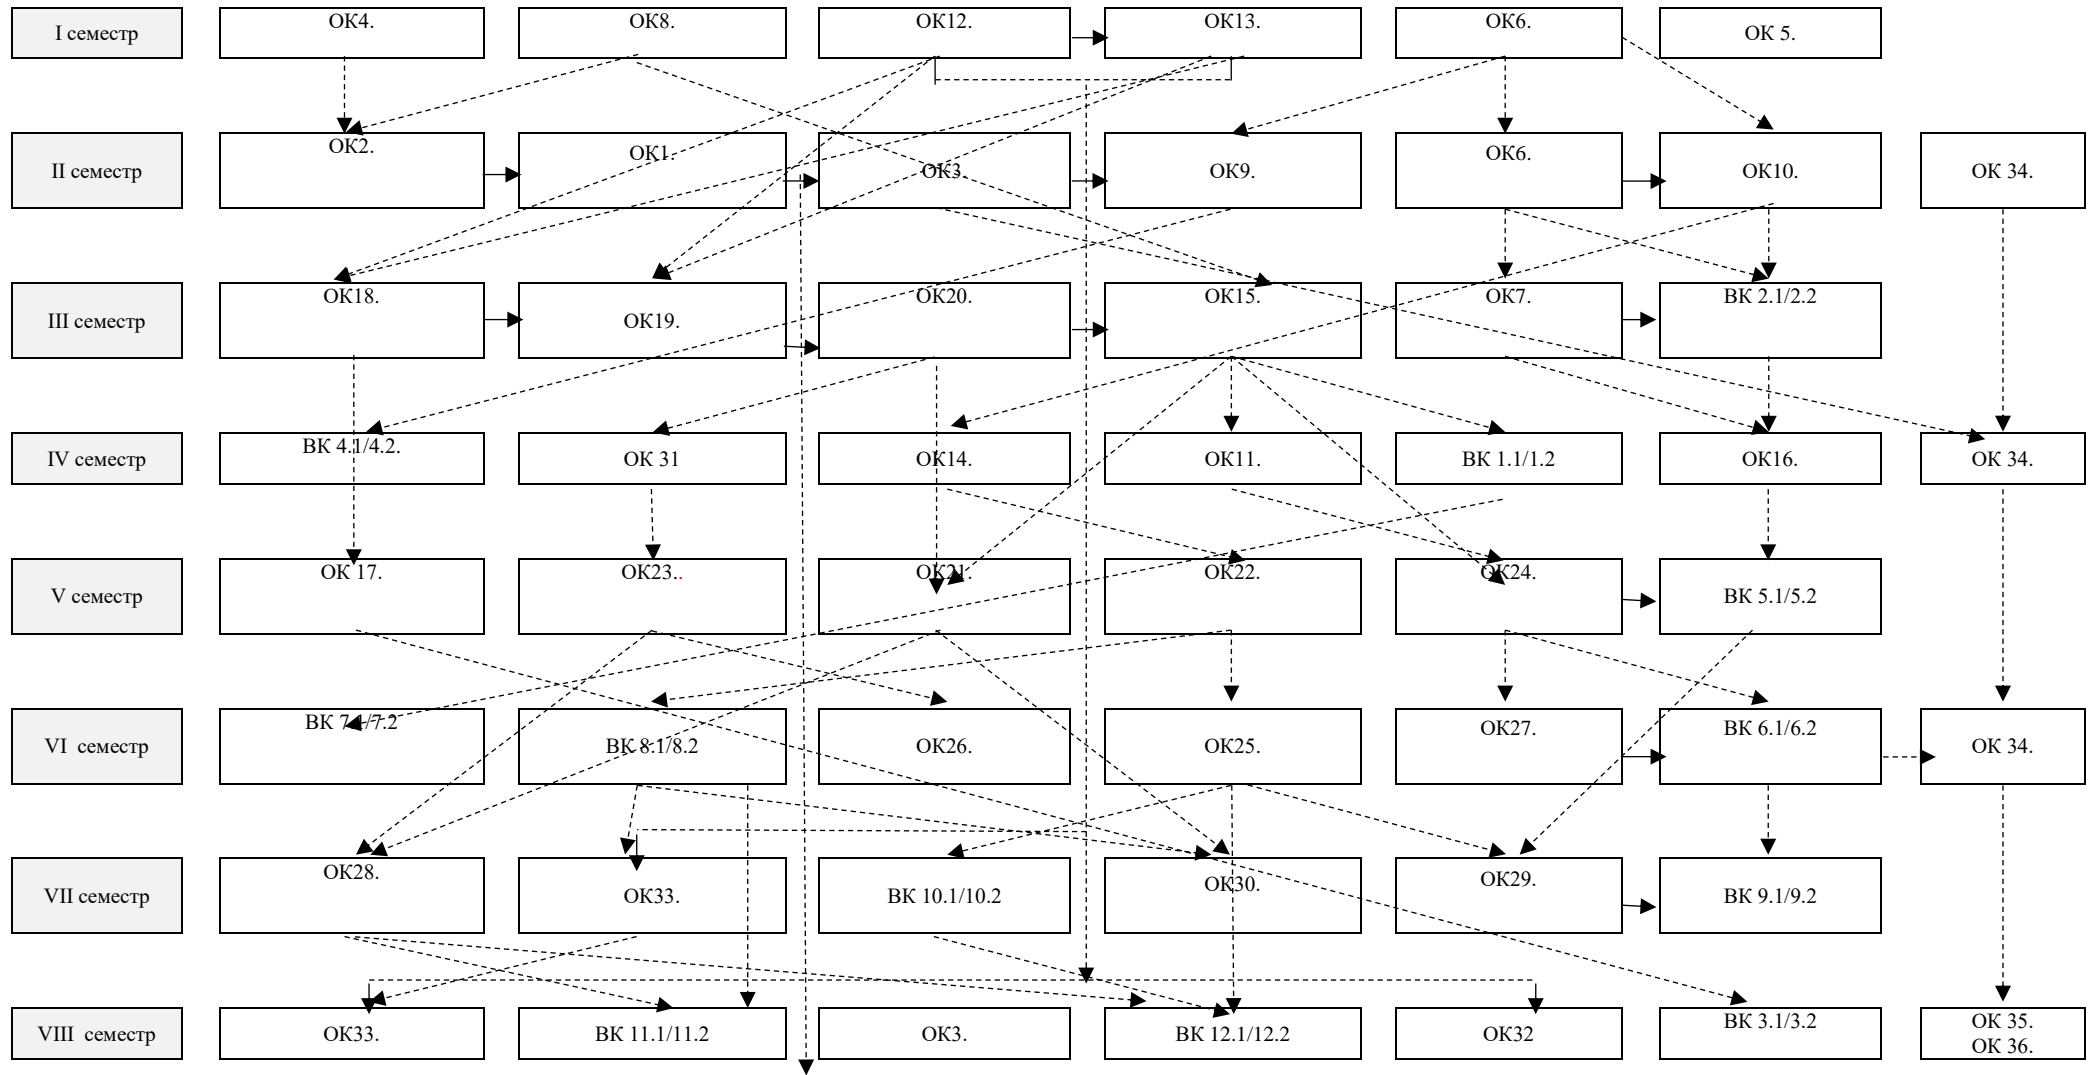 I семестр
ОК4.
ОК8.
ОК12.
ОК13.
ОК6.
ОК 5.
II семестр
ОК2.
ОК1.
ОК3.
ОК9.
ОК6.
ОК10.
ОК 34.
III семестр
ОК18.
ОК19.
ОК20.
ОК15.
ОК7.
ВК 2.1/2.2
IV семестр
ВК 4.1/4.2.
ОК 31
ОК14.
ОК11.
ВК 1.1/1.2
ОК16.
ОК 34.
V семестр
ОК 17.
ОК23..
ОК21.
ОК22.
ОК24.
ВК 5.1/5.2
VI семестр
ВК 7.1/7.2
ВК 8.1/8.2
ОК26.
ОК25.
ОК27.
ВК 6.1/6.2
ОК 34.
VII семестр
ОК28.
ОК33.
ВК 10.1/10.2
ОК30.
ОК29.
ВК 9.1/9.2
VIII семестр
ОК33.
ВК 11.1/11.2
ОК3.
ВК 12.1/12.2
ОК32
ВК 3.1/3.2
ОК 35.
ОК 36.